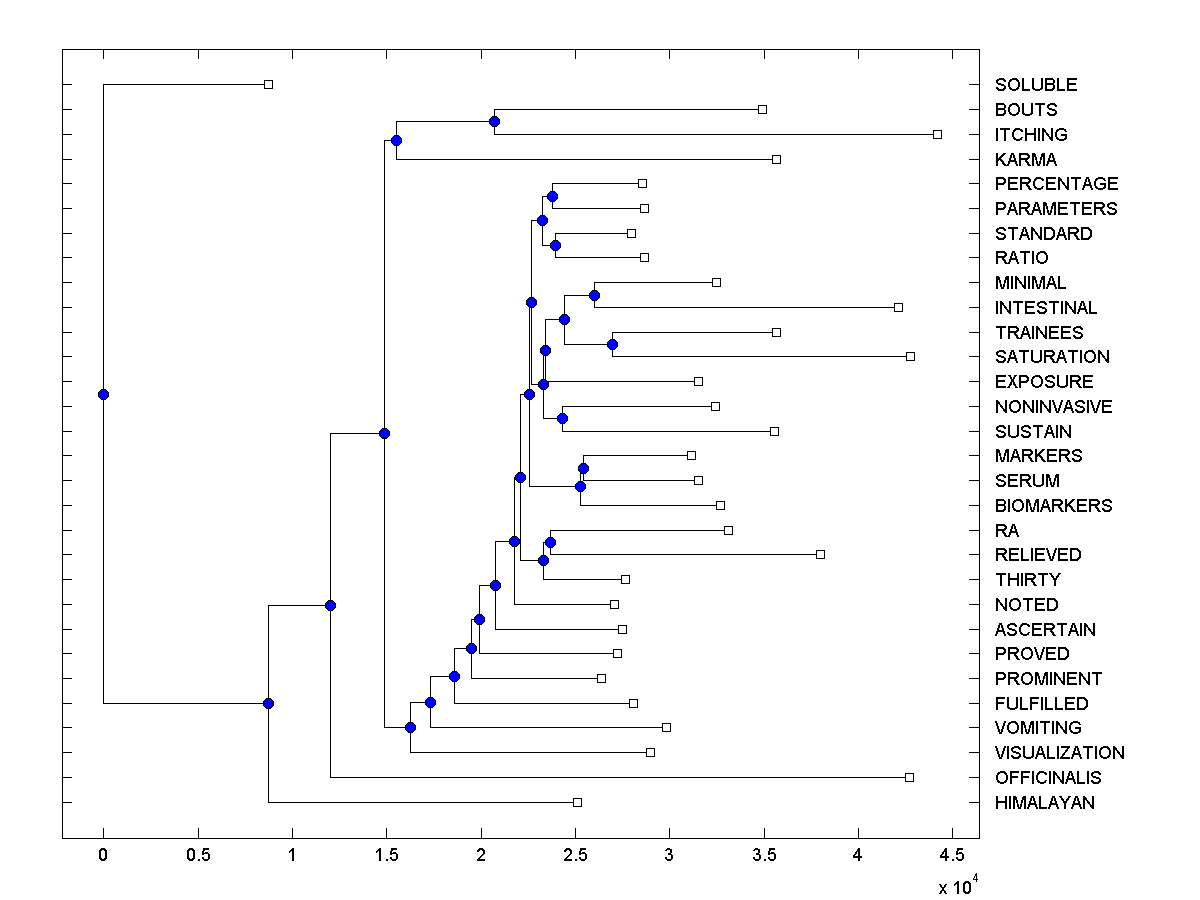 SOLUBLE
BOUTS
ITCHING
KARMA
PERCENTAGE
PARAMETERS
STANDARD
RATIO
MINIMAL
INTESTINAL
TRAINEES
SATURATION
EXPOSURE
NONINVASIVE
SUSTAIN
MARKERS
SERUM
BIOMARKERS
RA
RELIEVED
THIRTY
NOTED
ASCERTAIN
PROVED
PROMINENT
FULFILLED
VOMITING
VISUALIZATION
OFFICINALIS
HIMALAYAN
0 0.5 1 1.5 2 2.5 3 3.5 4 4.5
x 10^4